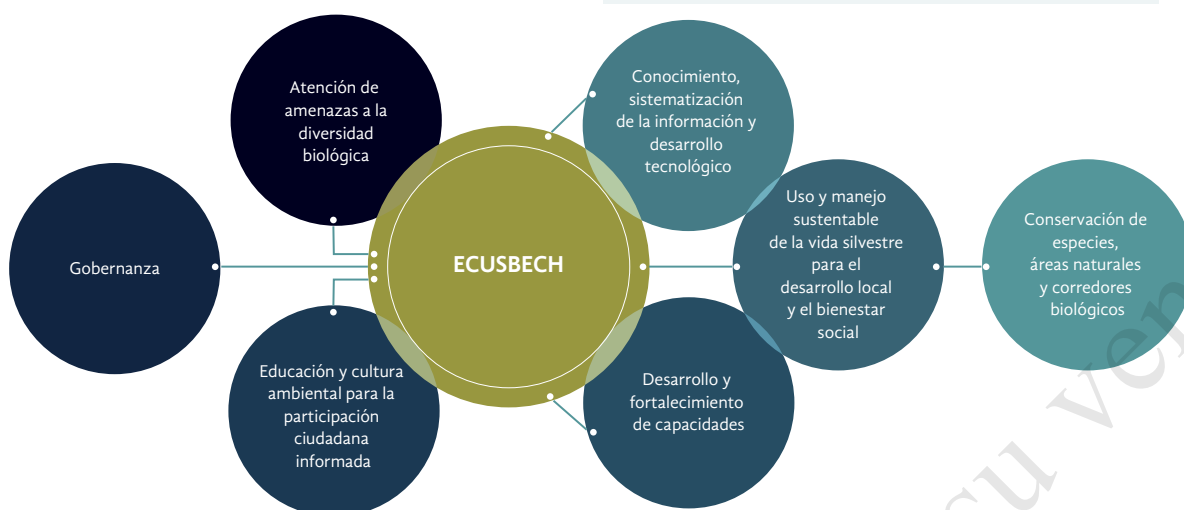 Atención de
amenazas a la
diversidad
biológica
Conocimiento,
sistematización
de la información y
desarrollo
tecnológico
Gobernanza
ECUSBECH
Uso y manejo
sustentable
de la vida silvestre
para el
desarrollo local
y el bienestar
social
Conservación de
especies,
áreas naturales
y corredores
biológicos
Educación y cultura
ambiental para la
participación
ciudadana
informada
Desarrollo y
fortalecimiento
de capacidades
su